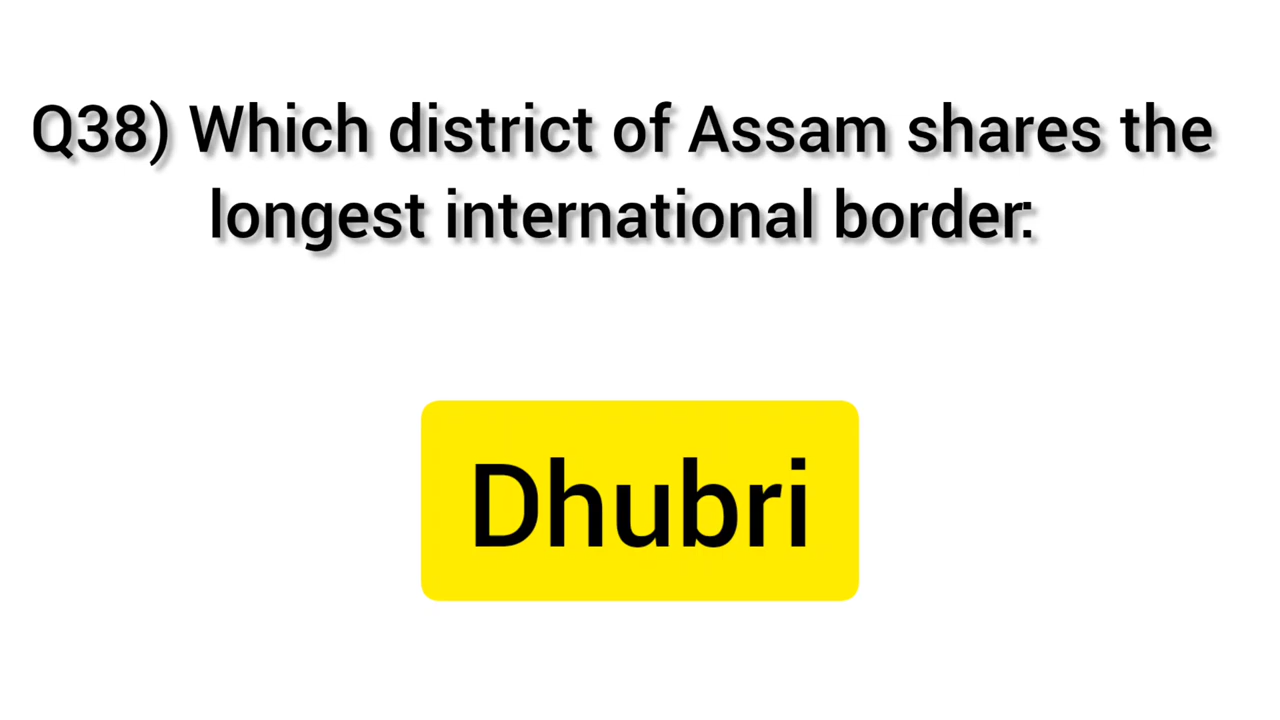 Q38) Which district of Assam shares the
longest international border:
Dhubri